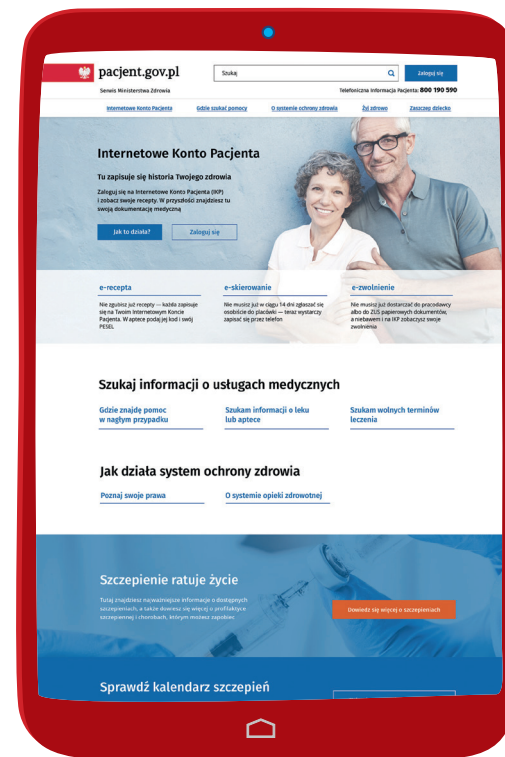 pacjent.gov.pl
Szukaj
Zaloguj się
Serwis Ministerstwa Zdrowia
Telefoniczna Informacja Pacjenta: 800 190 590
Internetowe Konto Pacjenta
Gdzie szukać pomocy
O systemie ochrony zdrowia
Żyj zdrowo
Zaszczep dziecko
Internetowe Konto Pacjenta
Tu zapisuje się historia Twojego zdrowia
Zaloguj się na Internetowe Konto Pacjenta (IKP)
i zobacz swoje recepty. W przyszłości znajdziesz tu
swoją dokumentację medyczną
Jak to działa?
Zaloguj się
e-recepta
Nie zgubisz już recepty — każda zapisuje
się na Twoim Internetowym Koncie
Pacjenta. W aptece podaj jej kod i swój
PESEL
e-skierowanie
Nie musisz już w ciągu 14 dni zgłaszać się
osobiście do placówki — teraz wystarczy
zapisać się przez telefon
e-zwolnienie
Nie musisz już dostarczać do pracodawcy
albo do ZUS papierowych dokumentów,
a niebawem i na IKP zobaczysz swoje
zwolnienia
Szukaj informacji o usługach medycznych
Gdzie znajdę pomoc
w nagłym przypadku
Szukam informacji o leku
lub aptece
Szukam wolnych terminów
leczenia
Jak działa system ochrony zdrowia
Poznaj swoje prawa
O systemie opieki zdrowotnej
Szczepienie ratuje życie
Tutaj znajdziesz najważniejsze informacje o dostępnych
szczepieniach, a także dowiesz się więcej o profilaktyce
szczepiennej i chorobach, którym możesz zapobiec
Dowiedz się więcej o szczepieniach
Sprawdź kalendarz szczepień